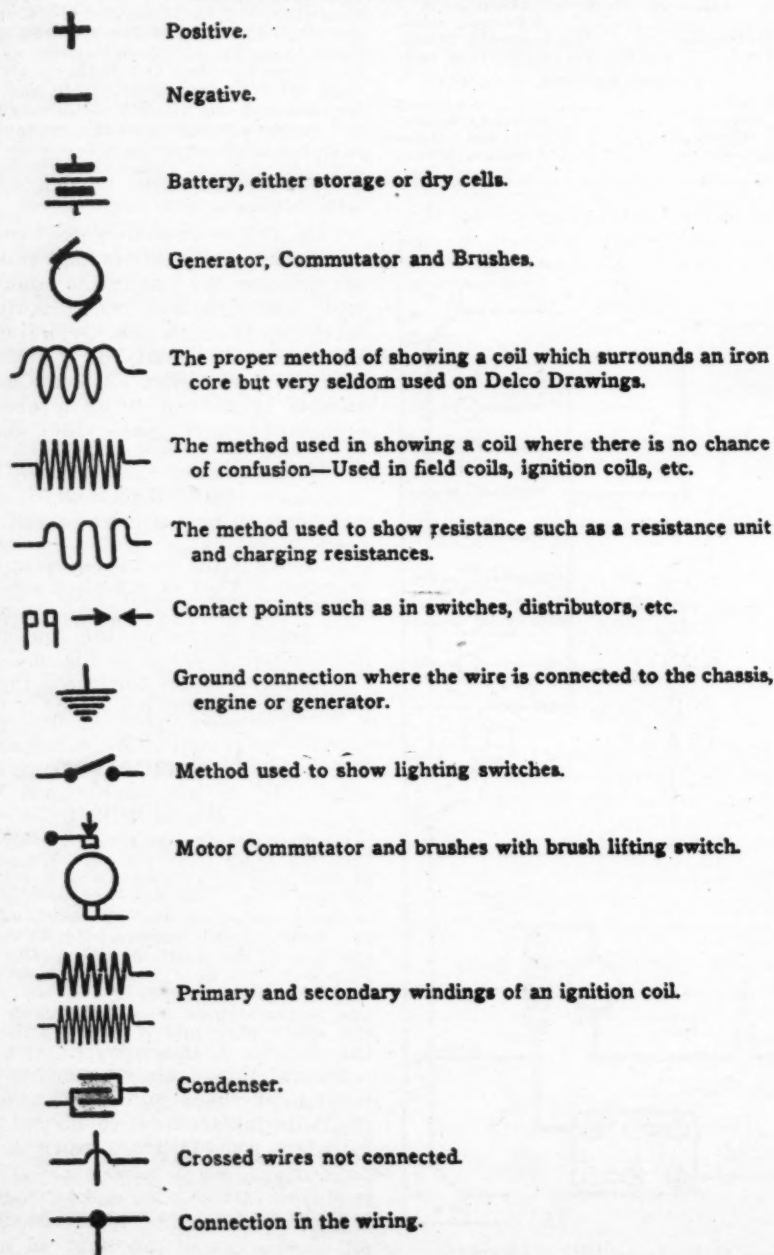 Positive.
Negative.
Battery, either storage or dry cells.
Generator, Commutator and Brushes.
The proper method of showing a coil which surrounds an iron
core but very seldom used on Delco Drawings.
The method used in showing a coil where there is no chance
of confusion—Used in field coils, ignition coils, etc.
The method used to show resistance such as a resistance unit
and charging resistances.
Contact points such as in switches, distributors, etc.
Ground connection where the wire is connected to the chassis,
engine or generator.
Method used to show lighting switches.
Motor Commutator and brushes with brush lifting switch.
Primary and secondary windings of an ignition coil.
Condenser.
Crossed wires not connected.
Connection in the wiring.